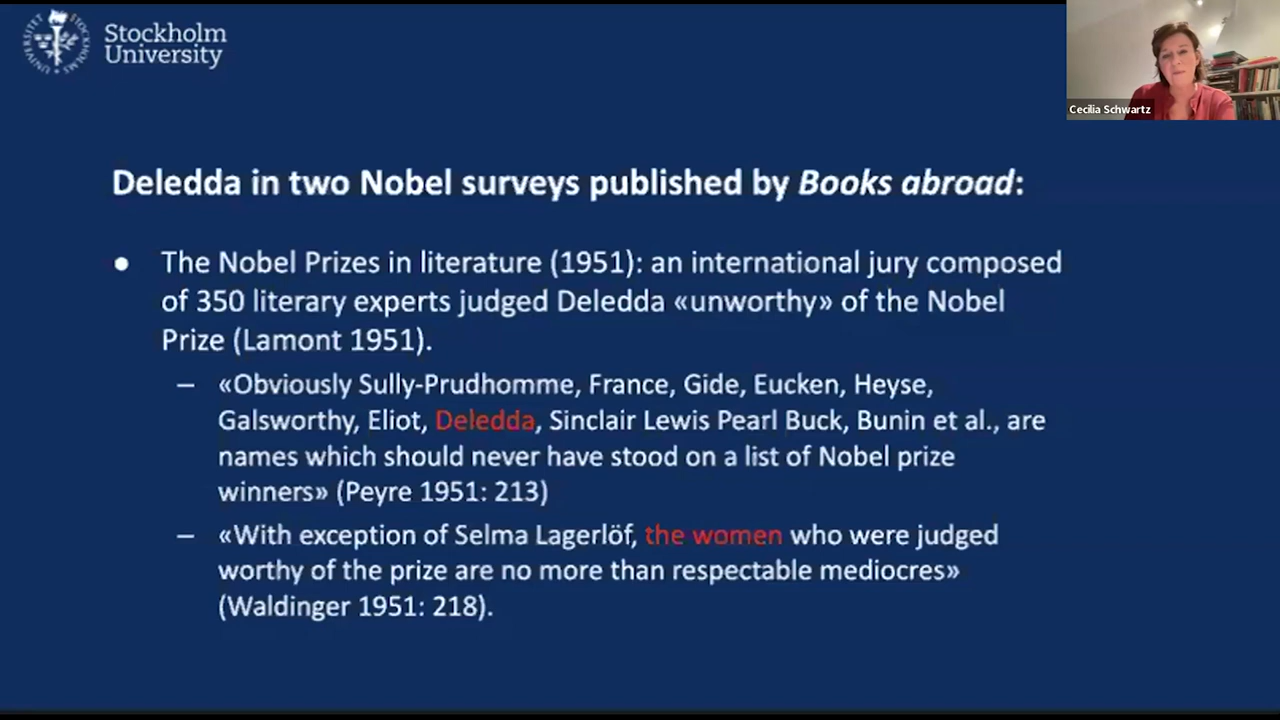 Stockholm
University
Cecilia Schwartz
Deledda in two Nobel surveys published by Books abroad:
● The Nobel Prizes in literature (1951): an international jury composed
of 350 literary experts judged Deledda «unworthy» of the Nobel
Prize (Lamont 1951).
– «Obviously Sully-Prudhomme, France, Gide, Eucken, Heyse,
Galsworthy, Eliot, Deledda, Sinclair Lewis Pearl Buck, Bunin et al., are
names which should never have stood on a list of Nobel prize
winners» (Peyre 1951: 213)
– «With exception of Selma Lagerlöf, the women who were judged
worthy of the prize are no more than respectable mediocres»
(Waldinger 1951: 218).